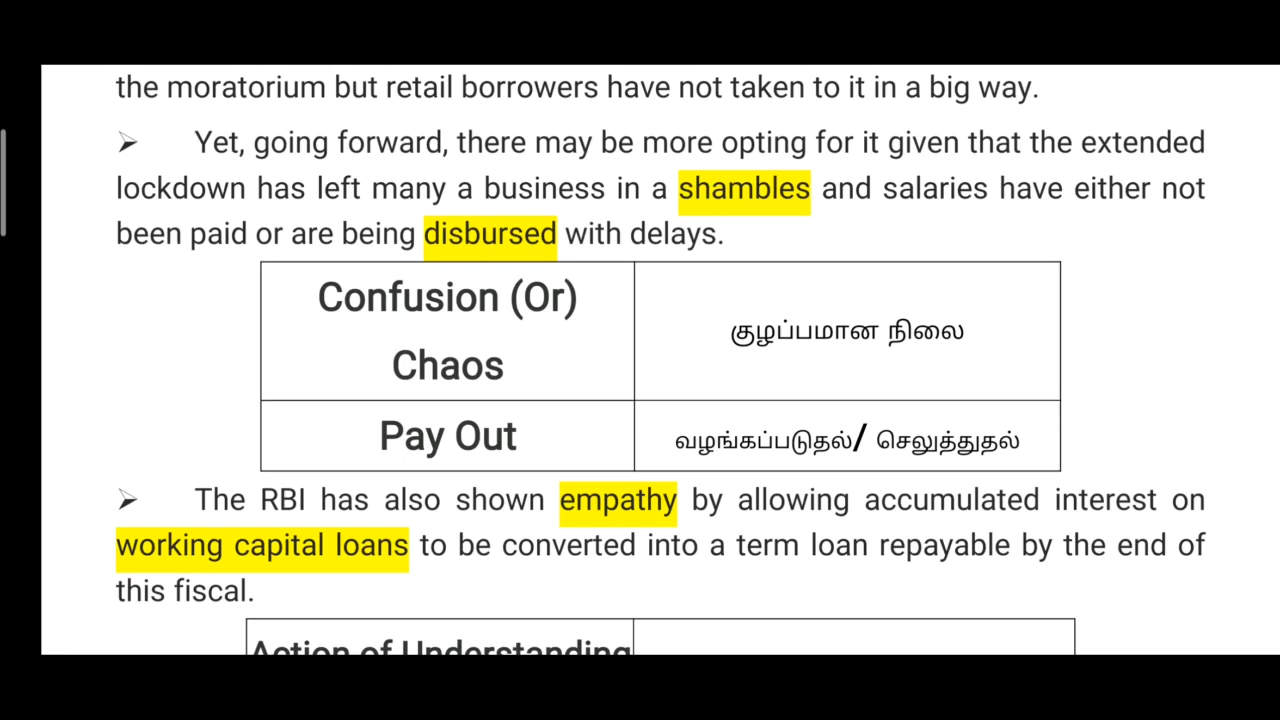 the moratorium but retail borrowers have not taken to it in a big way.
➢ Yet, going forward, there may be more opting for it given that the extended
lockdown has left many a business in a shambles and salaries have either not
been paid or are being disbursed with delays.
Confusion (Or)
Chaos
குழப்பமான நிலை
Pay Out
வழங்கப்படுதல்/ செலுத்துதல்
➢ The RBI has also shown empathy by allowing accumulated interest on
working capital loans to be converted into a term loan repayable by the end of
this fiscal.
Action of Understanding